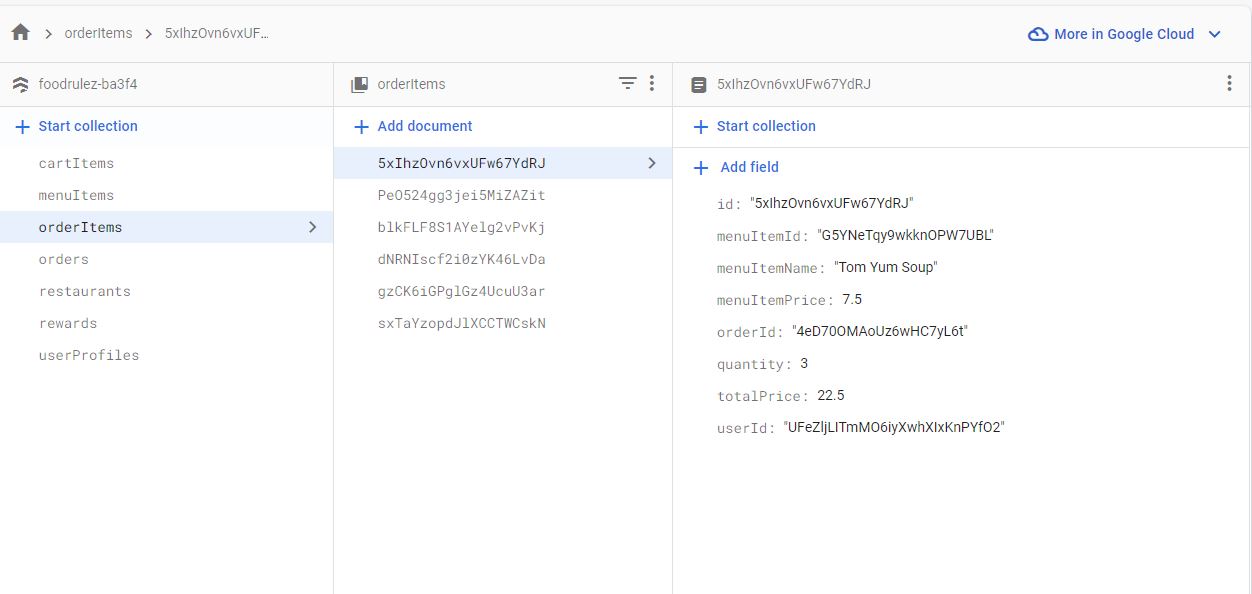 orderItems
5xIhzOvn6vxUF...
More in Google Cloud
foodrulez-ba3f4
orderItems
5xIhzOvn6vxUFw67YdRJ
Start collection
Add document
Start collection
cartItems
menuItems
orderItems
orders
restaurants
rewards
userProfiles
5xIhzOvn6vxUFw67YdRJ
PeO524gg3jei5MiZAZit
blkFLF8S1AYelg2vPvKj
dNRNIscf2i0zYK46LvDa
gzCK6iGPglGz4UcuU3ar
sxTaYzopdJlXCCTWCskN
Add field
id: "5xIhzOvn6vxUFw67YdRJ"
menuItemId: "G5YNeTqy9wkknOPW7UBL"
menuItemName: "Tom Yum Soup"
menuItemPrice: 7.5
orderId: "4eD70OMAoUz6wHC7yL6t"
quantity: 3
totalPrice: 22.5
userId: "UFeZljLITmMO6iyXwhXIxKnPYfO2"